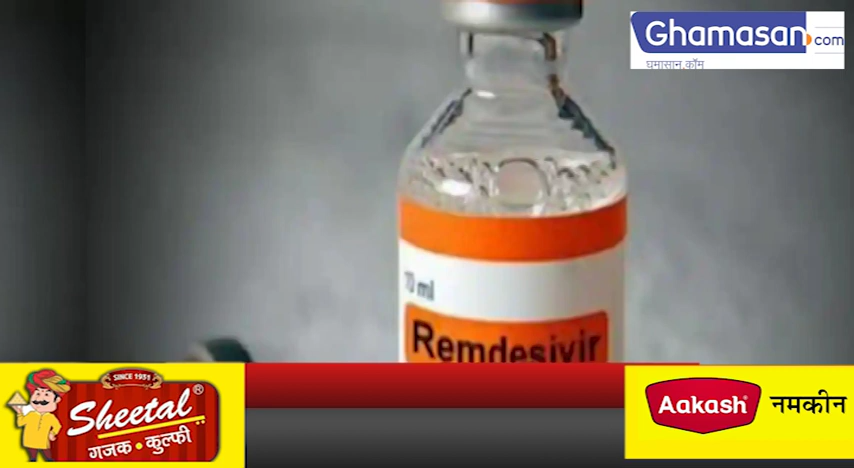 Ghamasan.com
घमासान.कॉम
10 ml
Remdesivir
SINCE 1951
Sheetal®
गजक • कुल्फी
Aakash®
नमकीन